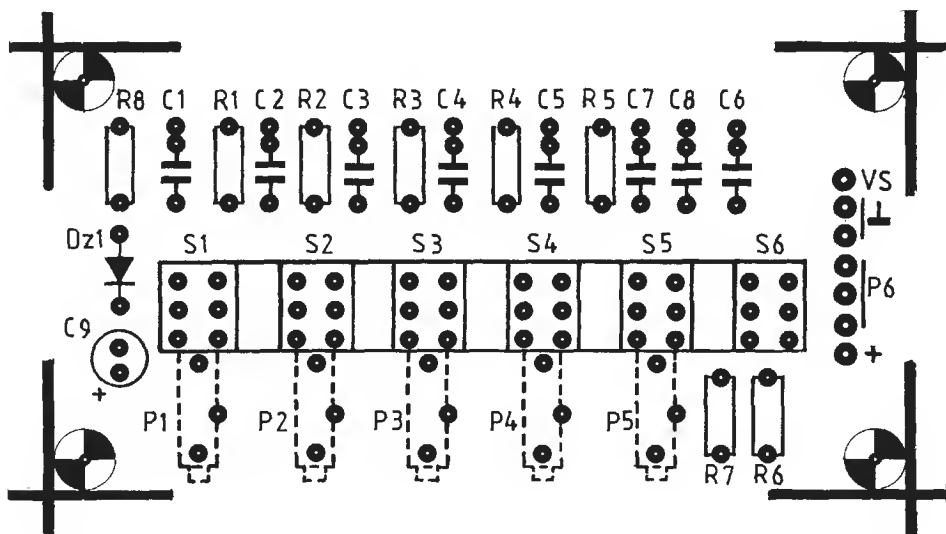 R8 C1 R1 C2 R2 C3 R3 C4 R4 C5 R5 C7 C8 C6
VS
Dz1 S1 S2 S3 S4 S5 S6
P6
C9
+
+
P1 P2 P3 P4 P5
R7 R6